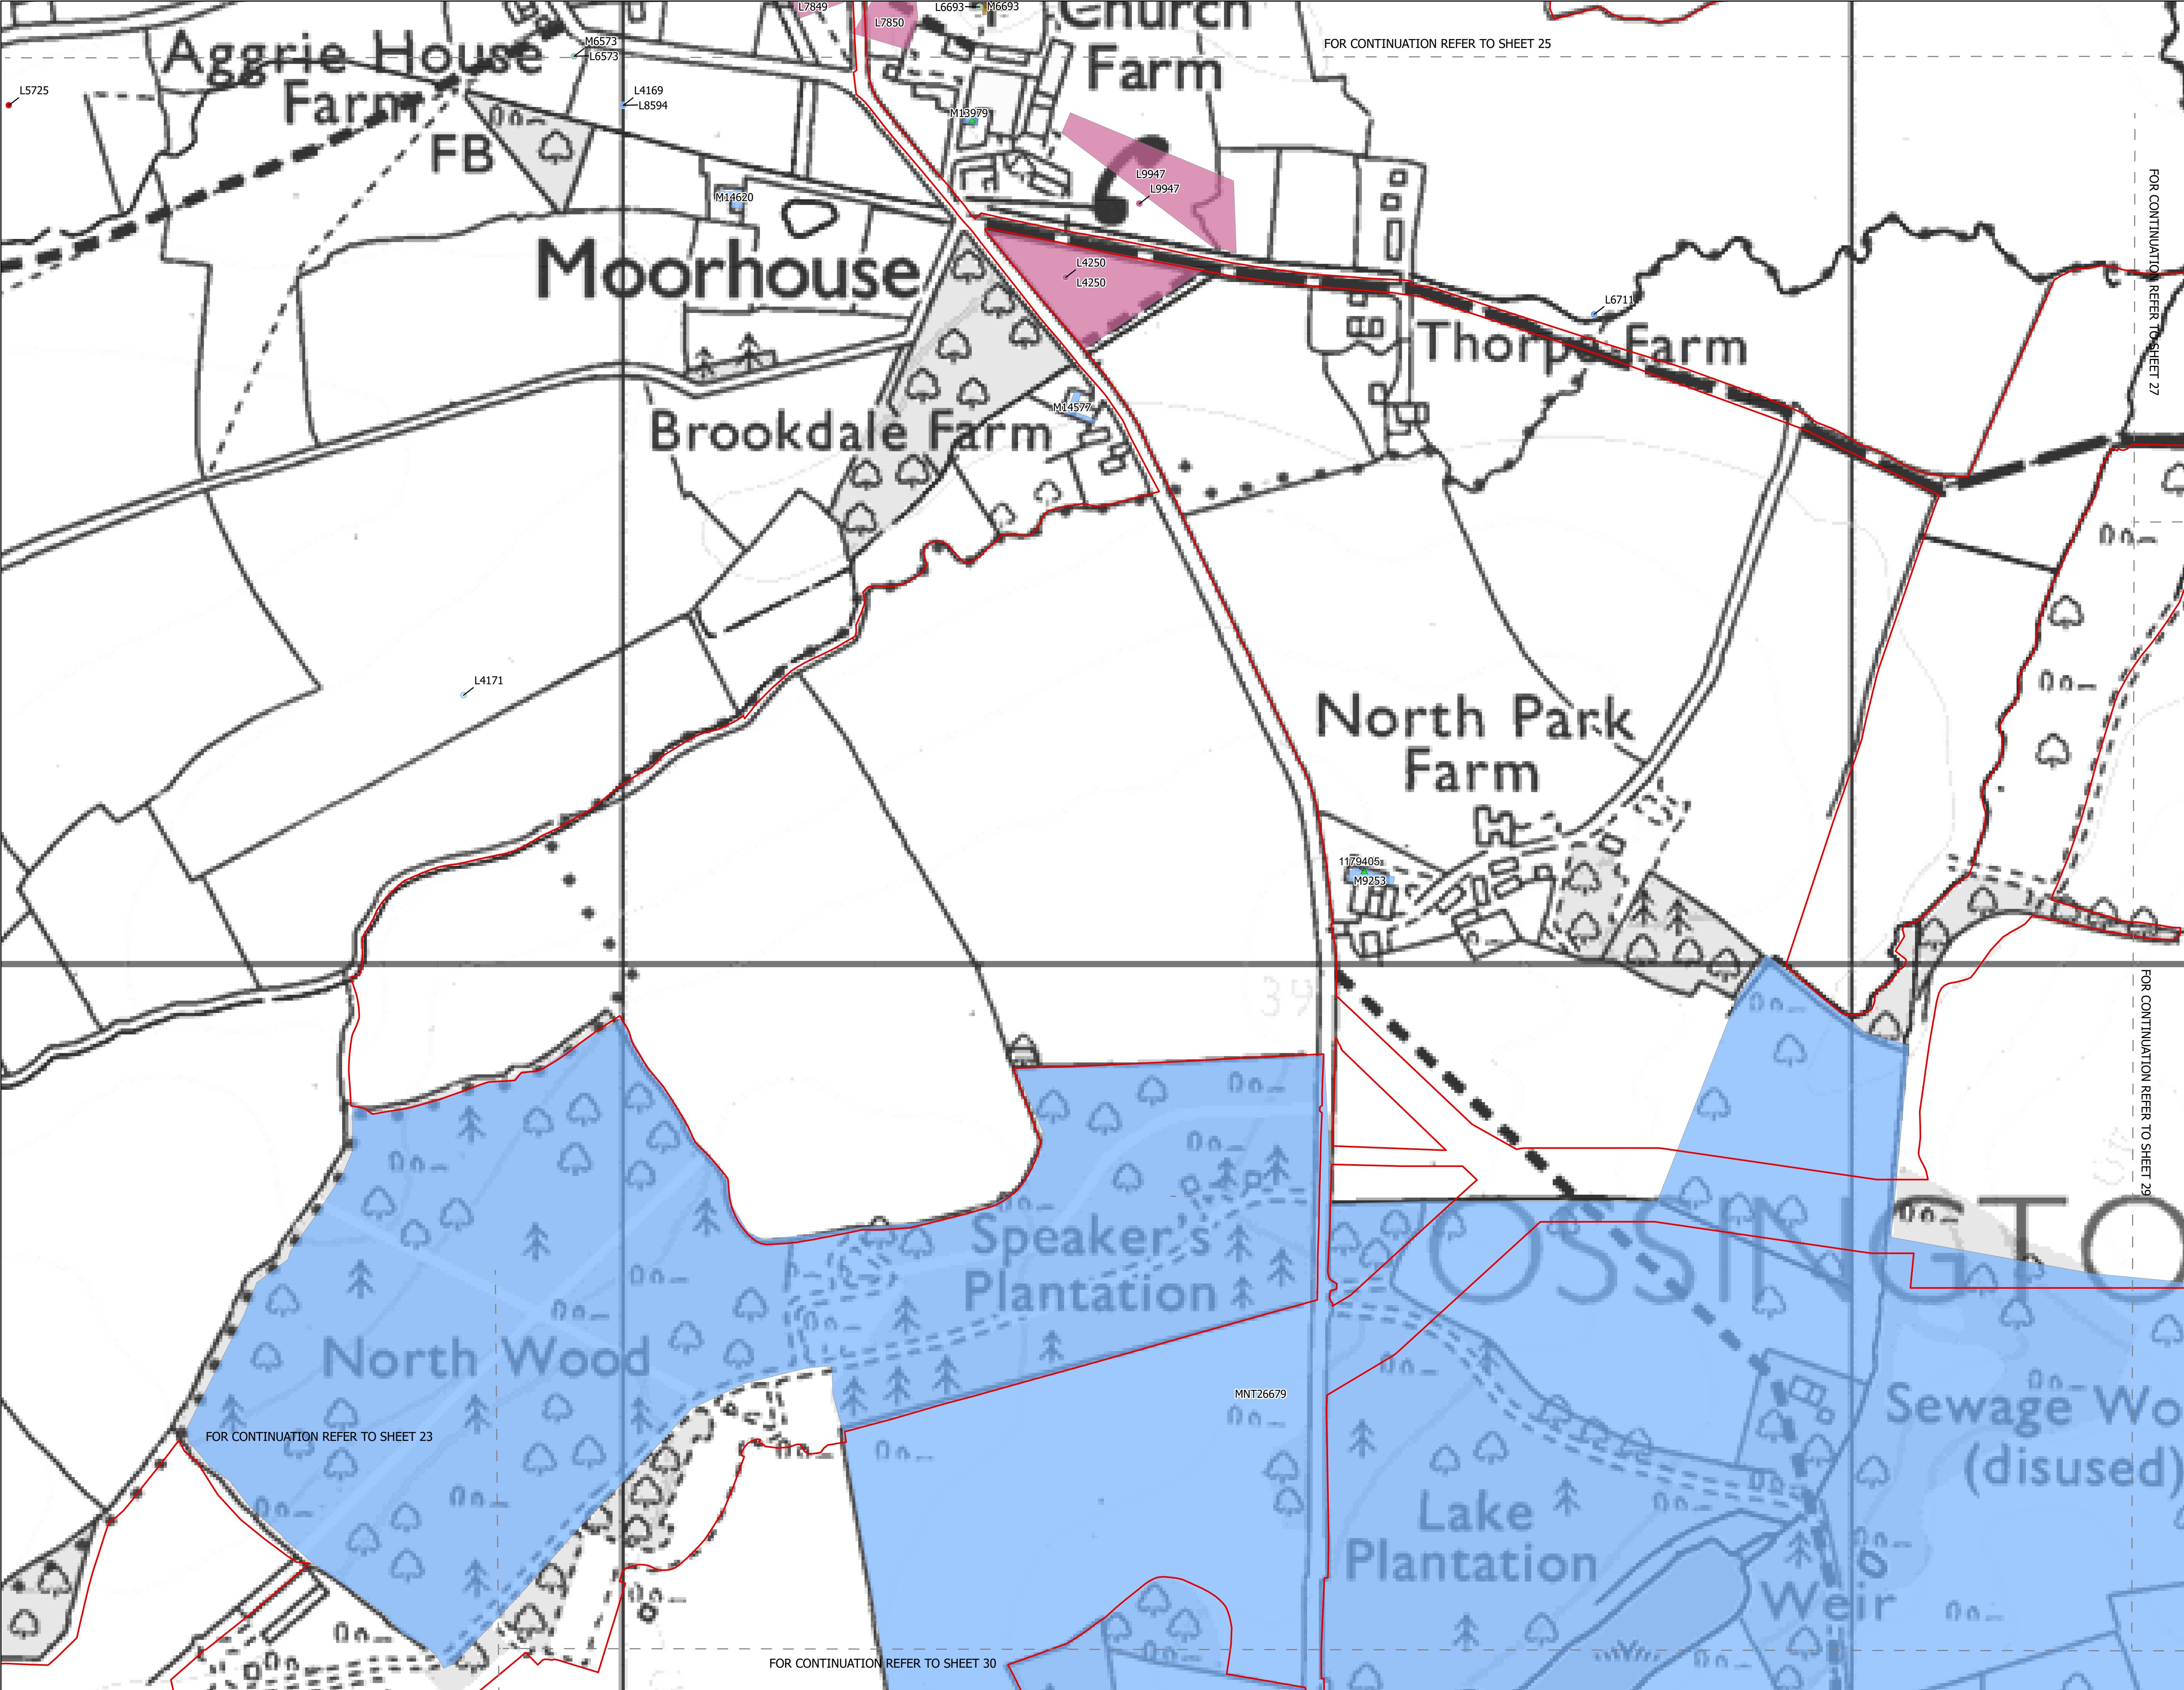 L7849
L7850
L6693
M6693
Church
Farm
FOR CONTINUATION REFER TO SHEET 25
Aggrie House
Farm
M6573
L6573
L5725
L4169
L8594
FB
M13979
M14620
L9947
L9947
FOR CONTINUATION REFER TO SHEET 27
Moorhouse
L4250
L4250
L6711
Thorpe Farm
M14577
Brookdale Farm
L4171
North Park
Farm
1179405
M9253
39
FOR CONTINUATION REFER TO SHEET 29
OSSINGTO
Speaker's
Plantation
North Wood
MNT26679
Sewage Wo
(disused)
FOR CONTINUATION REFER TO SHEET 23
Lake
Plantation
Weir
FOR CONTINUATION REFER TO SHEET 30